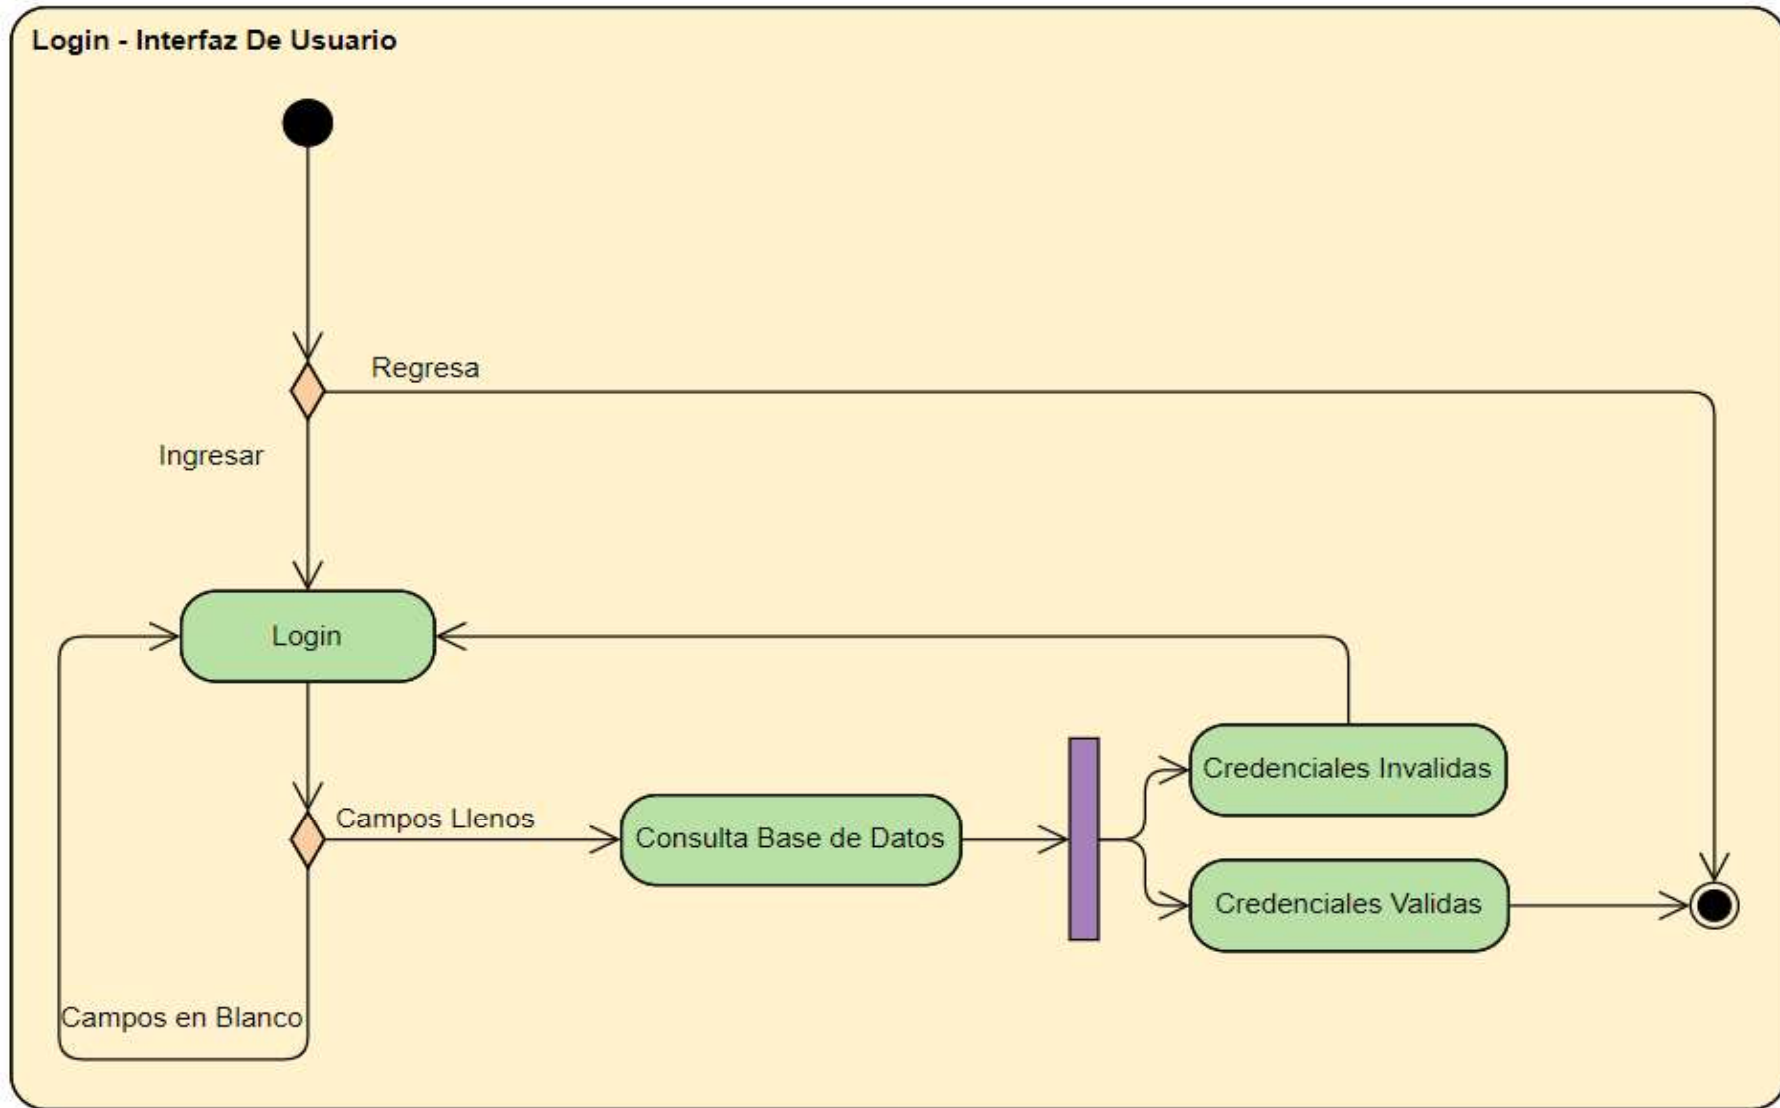 Login - Interfaz De Usuario
Regresa
Ingresar
Login
Credenciales Invalidas
Campos Llenos
Consulta Base de Datos
Credenciales Validas
Campos en Blanco